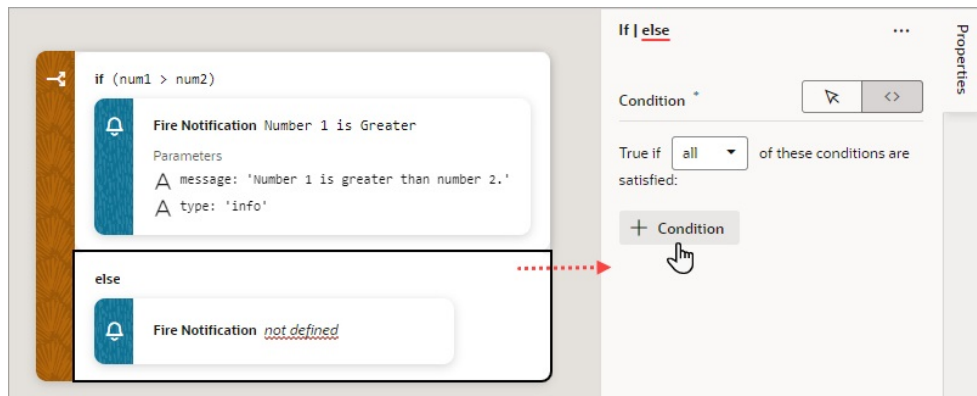 if (num1 > num2)
Fire Notification Number 1 is Greater
Parameters
A message: 'Number 1 is greater than number 2.'
A type: 'info'
else
Fire Notification not defined
If | else
...
Condition *
<>
True if all of these conditions are
satisfied:
+ Condition
Properties